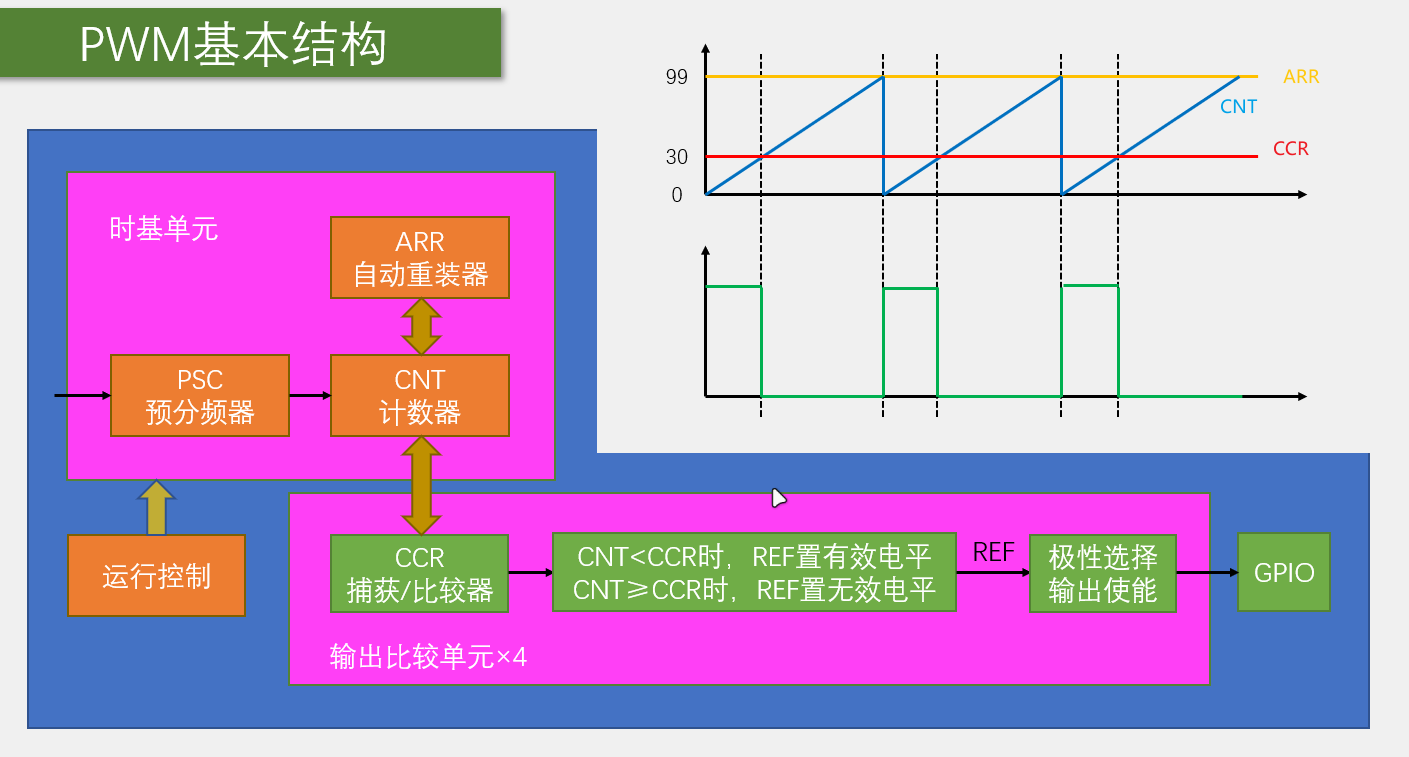 PWM基本结构
99
ARR
CNT
30
CCR
0
时基单元
ARR
自动重装器
PSC
预分频器
CNT
计数器
运行控制
CCR
捕获/比较器
CNT<CCR时，REF置有效电平
CNT≥CCR时，REF置无效电平
REF
极性选择
输出使能
GPIO
输出比较单元×4